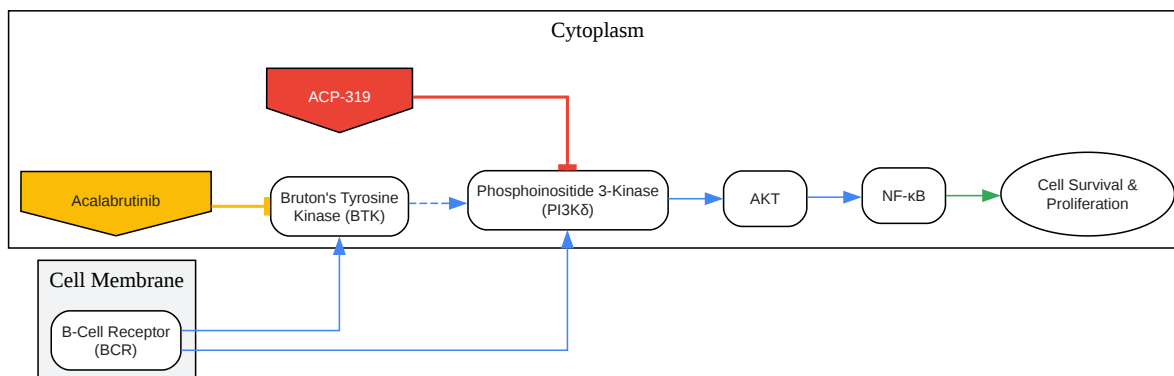 Cytoplasm
ACP-319
Acalabrutinib
Bruton's Tyrosine
Kinase (BTK)
Phosphoinositide 3-Kinase
(PI3Kδ)
AKT
NF-κB
Cell Survival &
Proliferation
Cell Membrane
B-Cell Receptor
(BCR)